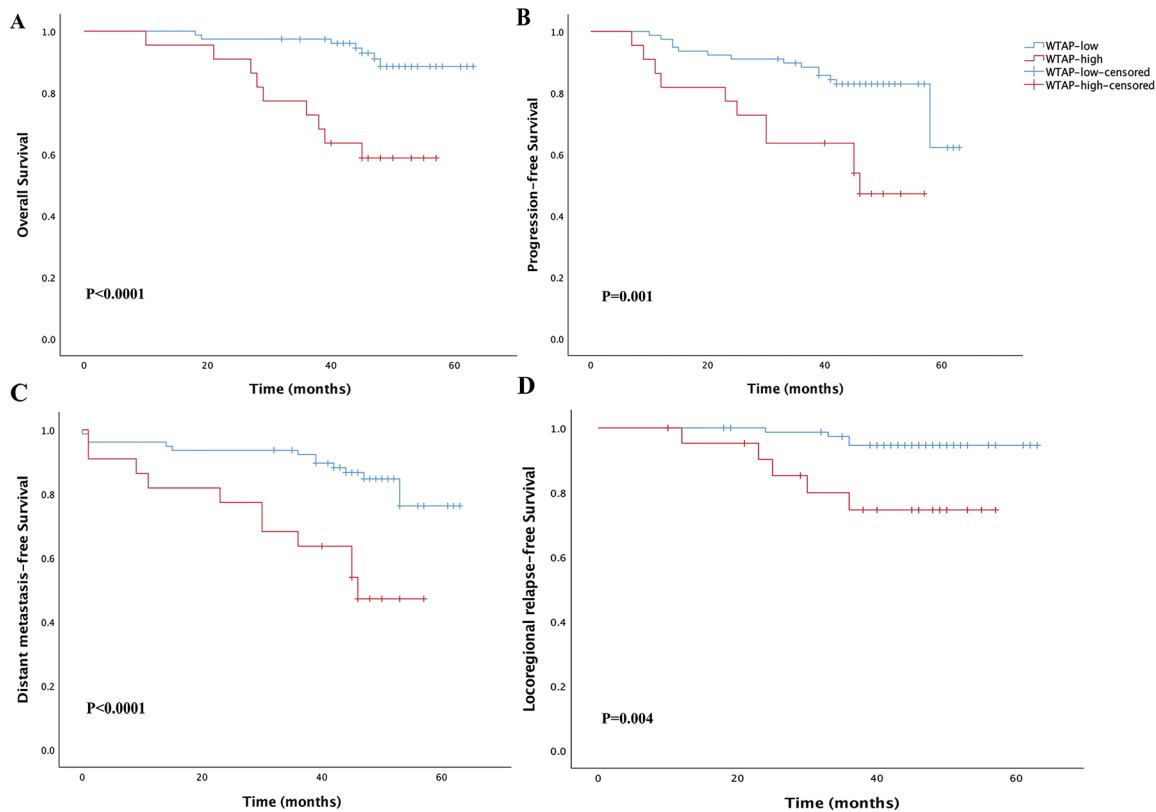 A
1.0
0.8
0.6
0.4
0.2
0.0
Overall Survival
P<0.0001
0 20 40 60
Time (months)
B
1.0
0.8
0.6
0.4
0.2
0.0
Progression-free Survival
P=0.001
0 20 40 60
Time (months)
WTAP-low
WTAP-high
WTAP-low-censored
WTAP-high-censored
C
1.0
0.8
0.6
0.4
0.2
0.0
Distant metastasis-free Survival
P<0.0001
0 20 40 60
Time (months)
D
1.0
0.8
0.6
0.4
0.2
0.0
Locoregional relapse-free Survival
P=0.004
0 20 40 60
Time (months)